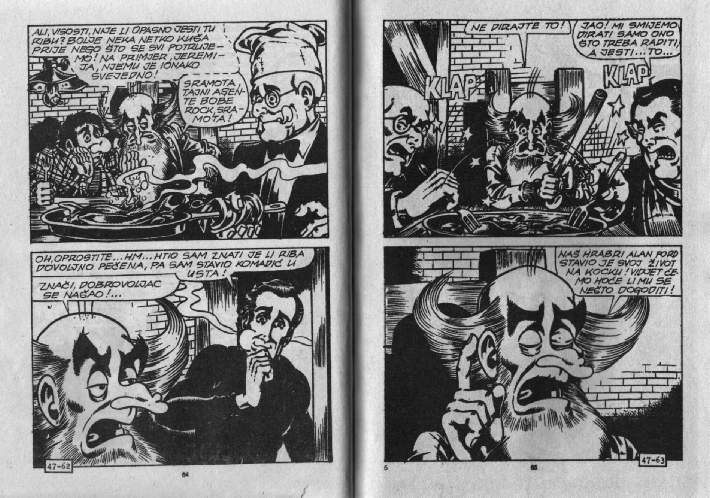 ALI, VISOSTI, NIJE LI OPASNO JESTI TU
RIBU? BOLJE NEKA NETKO KUŠA
PRIJE NEGO ŠTO SE SVI POTRUJE-
MO! NA PRIMJER, JEREMI-
JA, NJEMU JE IONAKO
SVEJEDNO!
SRAMOTA,
TAJNI AGEN-
TE BOBE
ROCK, SRA-
MOTA!
OH, OPROSTITE... HM... HTIO SAM ZNATI JE LI RIBA
DOVOLJNO PEČENA, PA SAM STAVIO KOMADIĆ U
USTA!
ZNAČI, DOBROVOLJAC
SE NAŠAO!...
47-62
64
NE DIRAJTE TO!
JAO! MI SMIJEMO
DIRATI SAMO ONO
ŠTO TREBA RADITI,
A JESTI...TO...
KLAP
KLAP
NAŠ HRABRI ALAN FORD
STAVIO JE SVOJ ŽIVOT
NA KOCKU! VIDJET ĆE-
MO HOĆE LI MU SE
NEŠTO DOGODITI!
47-63